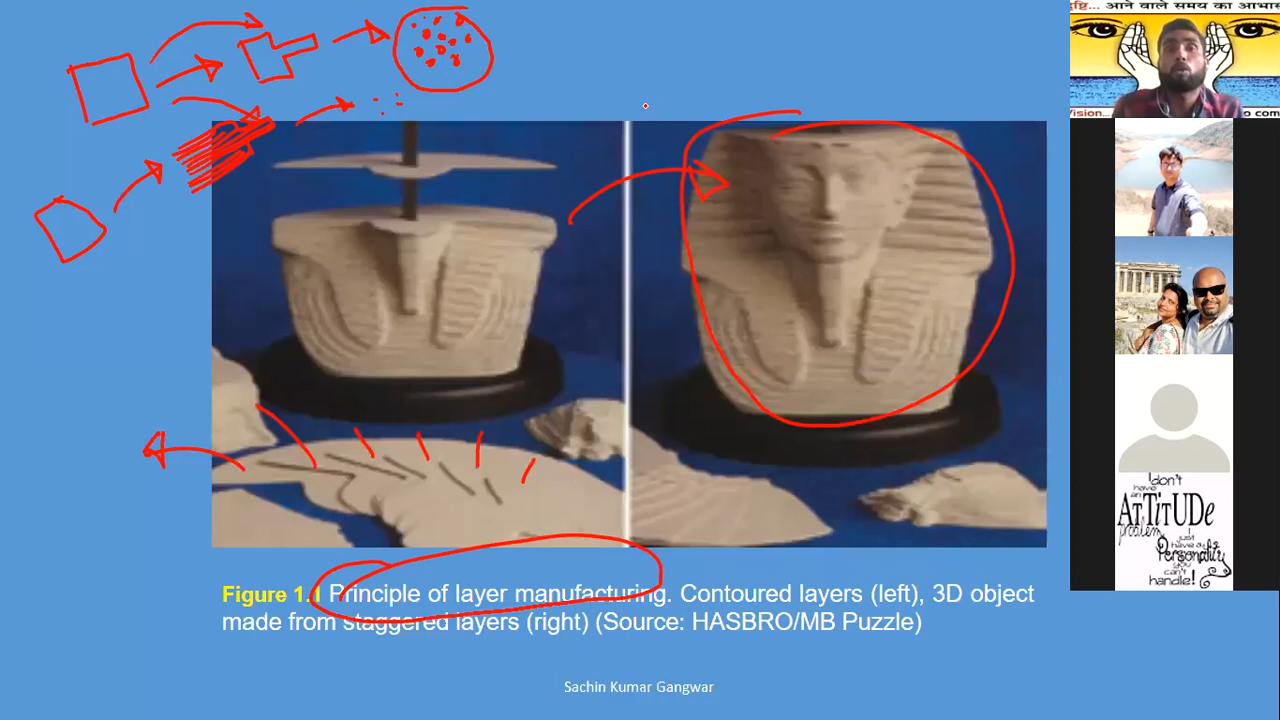 दृष्टि... आने वाले समय का आभास
Vision...
o com
Figure 1.1 Principle of layer manufacturing. Contoured layers (left), 3D object
made from staggered layers (right) (Source: HASBRO/MB Puzzle)
Sachin Kumar Gangwar
I don't
have
an
ATTiTUDe
problem
just
have a
Personality
you
can't
handle!